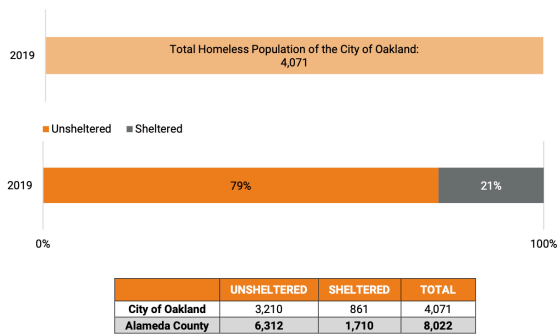 Total Homeless Population of the City of Oakland:
2019
4,071
Unsheltered Sheltered
2019 79% 21%
0% 100%
UNSHELTERED SHELTERED TOTAL
City of Oakland 3,210 861 4,071
Alameda County 6,312 1,710 8,022